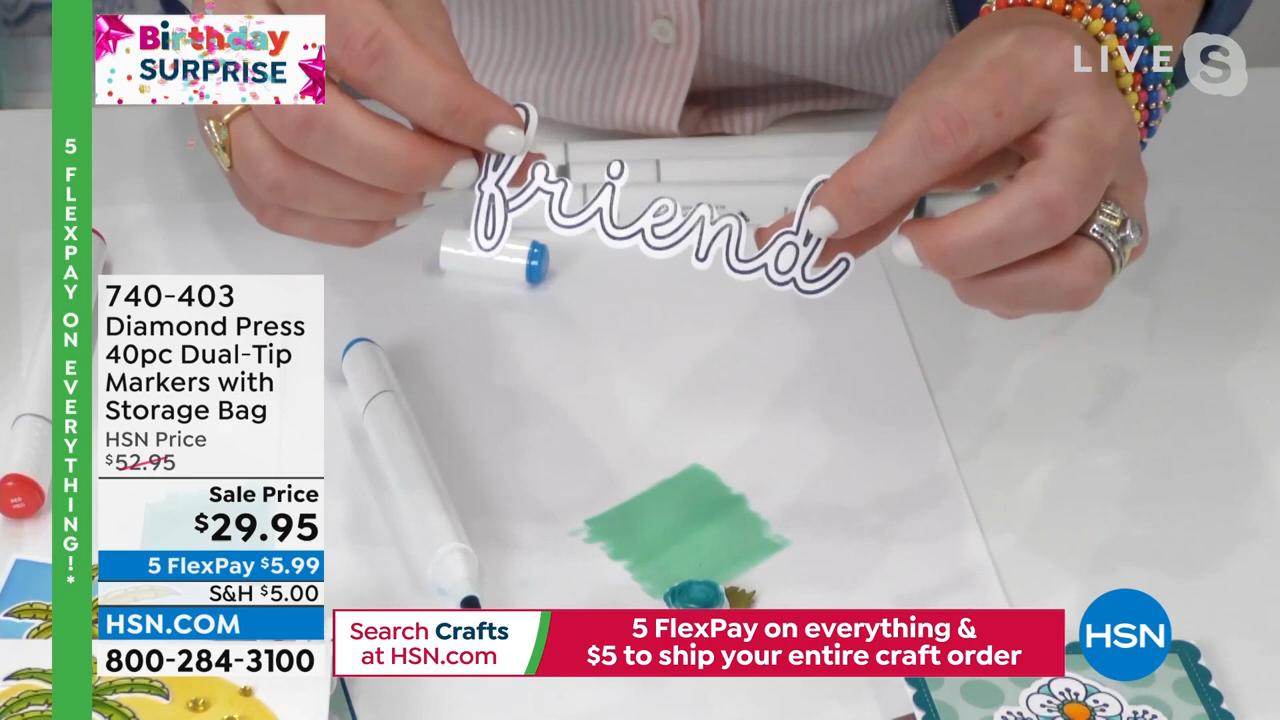 Birthday
SURPRISE
LIVE S
5 FLEXPAY ON EVERYTHING!*
friend
740-403
Diamond Press
40pc Dual-Tip
Markers with
Storage Bag
HSN Price
$52.95
Sale Price
$29.95
5 FlexPay $5.99
S&H $5.00
HSN.COM
800-284-3100
Search Crafts
at HSN.com
5 FlexPay on everything &
$5 to ship your entire craft order
HSN
RED